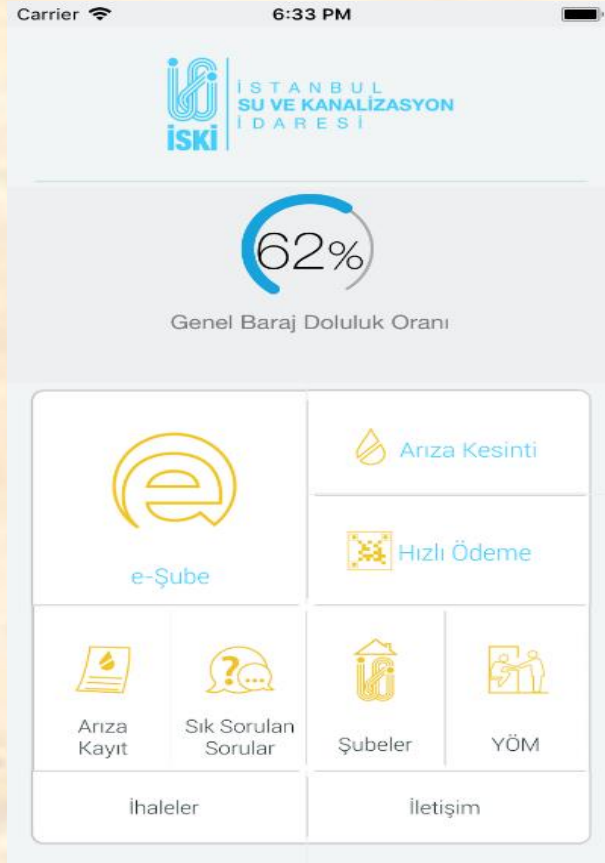 Carrier 6:33 PM
İSTANBUL
SU VE KANALİZASYON
İDARESİ
İSKİ
62%
Genel Baraj Doluluk Oranı
Arıza Kesinti
Hızlı Ödeme
e-Şube
Arıza
Kayıt
Sık Sorulan
Sorular
Şubeler
YÖM
İhaleler
İletişim